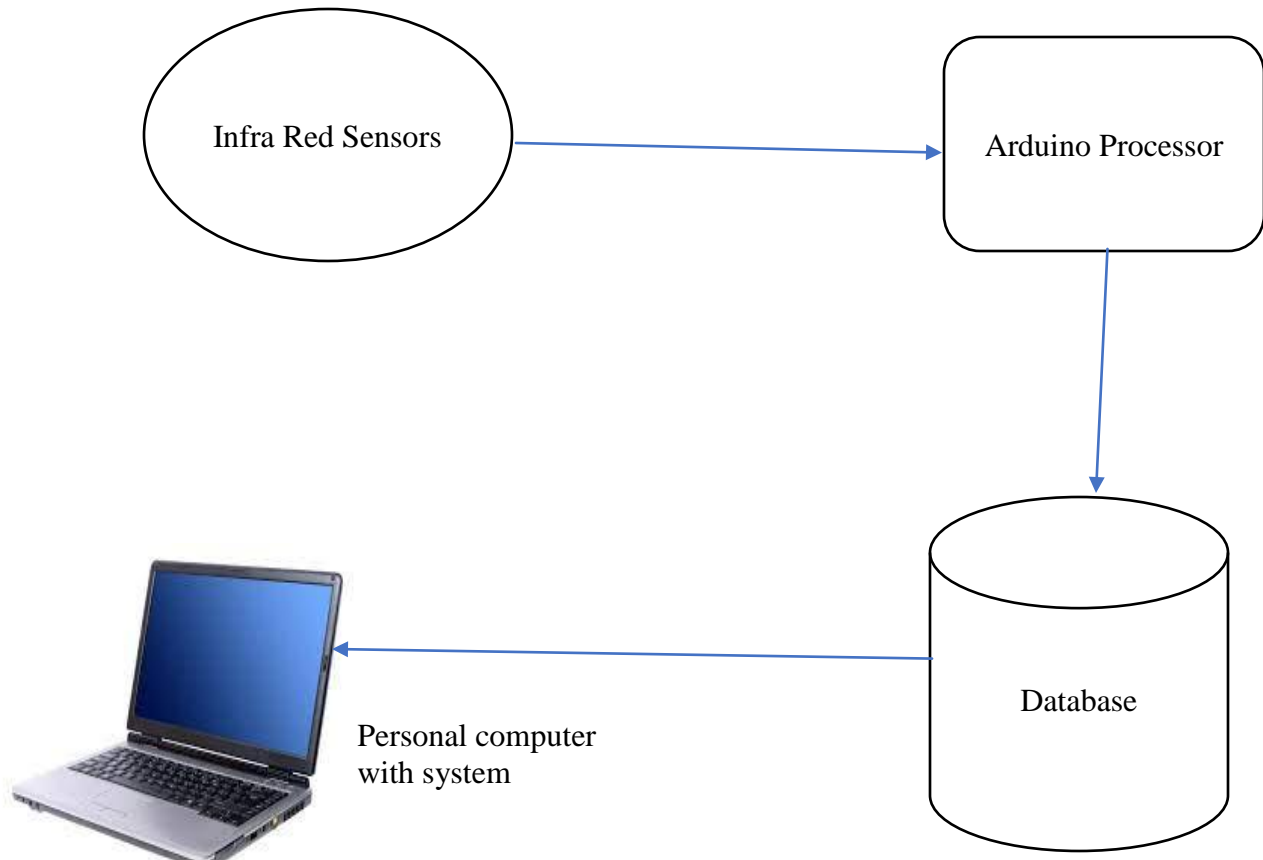 Infra Red Sensors
Arduino Processor
Database
Personal computer
with system